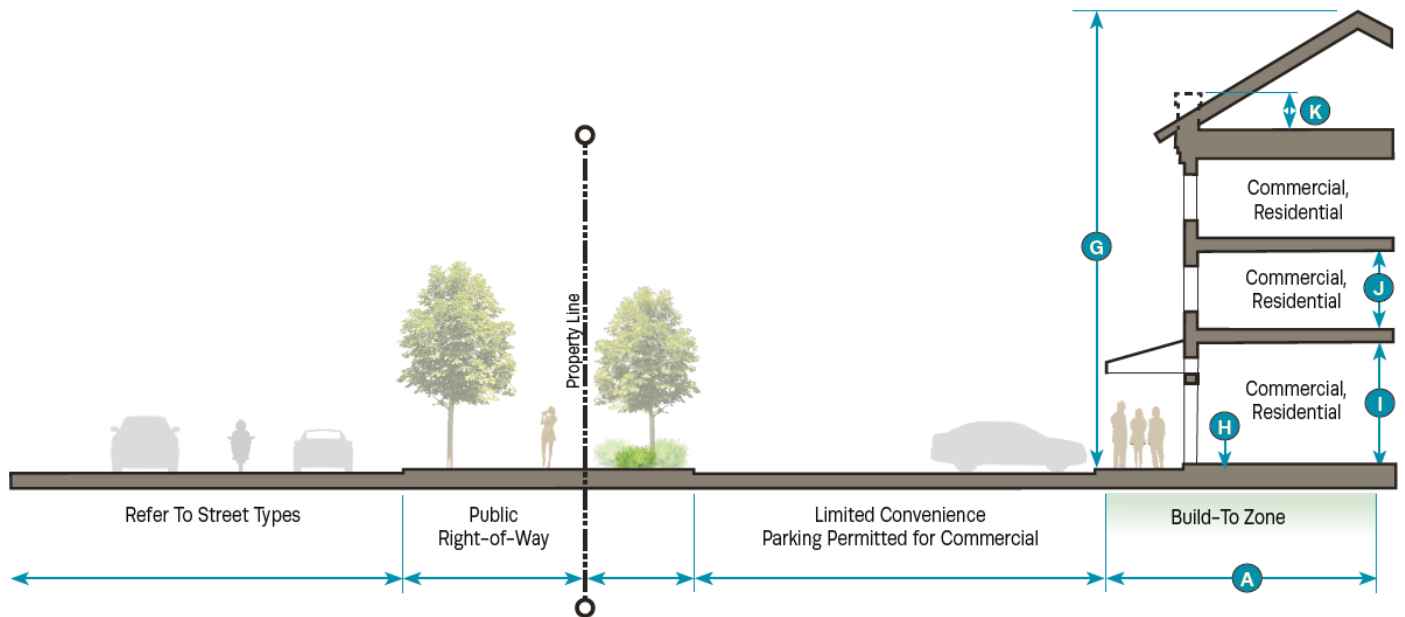 K
Commercial,
Residential
G
Commercial,
Residential
J
Property Line
Commercial,
Residential
I
H
Refer To Street Types
Public
Right-of-Way
Limited Convenience
Parking Permitted for Commercial
Build-To Zone
A